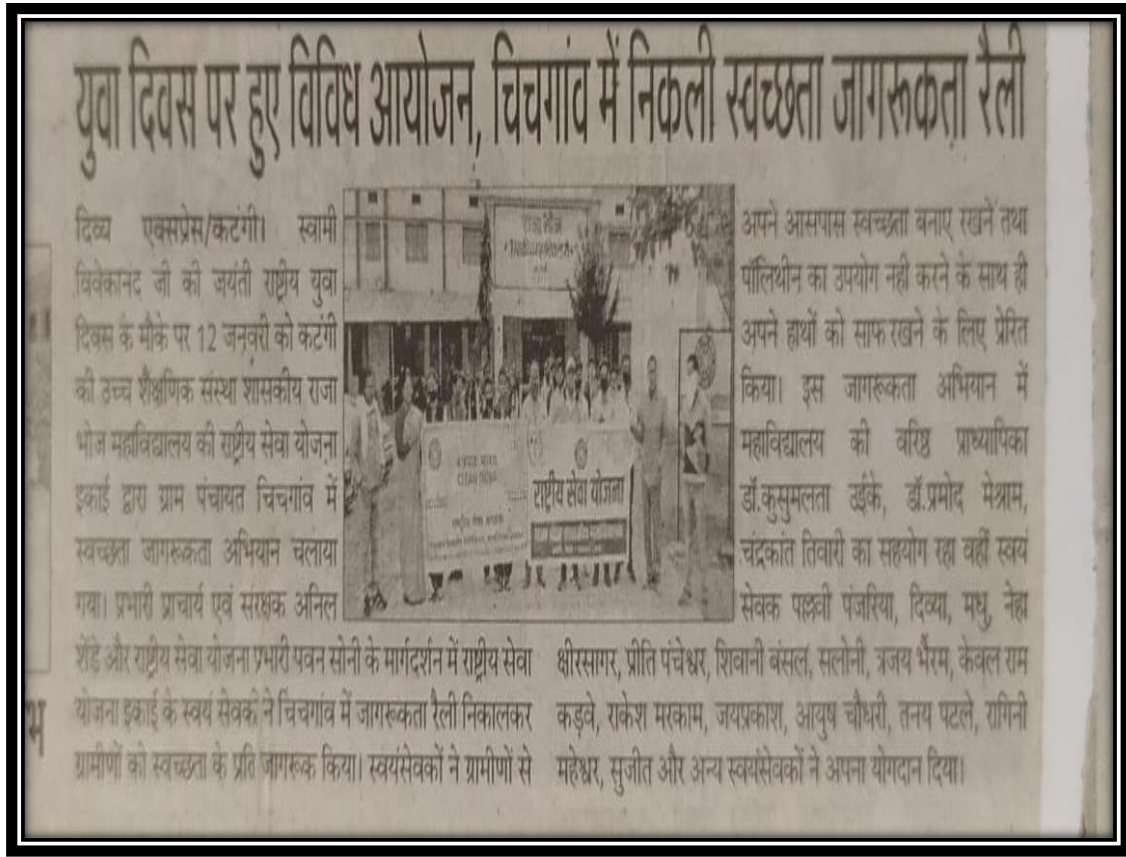 युवा दिवस पर हुए विविध आयोजन, चिचगांव में निकली स्वच्छता जागरूकता रैली
दिव्य एक्सप्रेस/कटंगी। स्वामी
विवेकानंद जी की जयंती राष्ट्रीय युवा
दिवस के मौके पर 12 जनवरी को कटंगी
की उच्च शैक्षणिक संस्था शासकीय राजा
भोज महाविद्यालय की राष्ट्रीय सेवा योजना
इकाई द्वारा ग्राम पंचायत चिचगांव में
स्वच्छता जागरूकता अभियान चलाया
गया। प्रभारी प्राचार्य एवं संरक्षक अनिल
शेंडे और राष्ट्रीय सेवा योजना प्रभारी पवन सोनी के मार्गदर्शन में राष्ट्रीय सेवा
योजना इकाई के स्वयं सेवकों ने चिचगांव में जागरूकता रैली निकालकर
ग्रामीणों को स्वच्छता के प्रति जागरूक किया। स्वयंसेवकों ने ग्रामीणों से
राष्ट्रीय सेवा योजना
अपने आसपास स्वच्छता बनाए रखनें तथा
पॉलिथीन का उपयोग नही करने के साथ ही
अपने हाथों को साफ रखने के लिए प्रेरित
किया। इस जागरूकता अभियान में
महाविद्यालय की वरिष्ठ प्राध्यापिका
डॉ.कुसुमलता उईके, डॉ.प्रमोद मेश्राम,
चंद्रकांत तिवारी का सहयोग रहा वहीं स्वयं
सेवक पल्लवी पंजरिया, दिव्या, मधु, नेहा
क्षीरसागर, प्रीति पंचेश्वर, शिवानी बंसल, सलोनी, त्रजय भैरम, केवल राम
कड़वे, राकेश मरकाम, जयप्रकाश, आयुष चौधरी, तनय पटले, रागिनी
महेश्वर, सुजीत और अन्य स्वयंसेवकों ने अपना योगदान दिया।